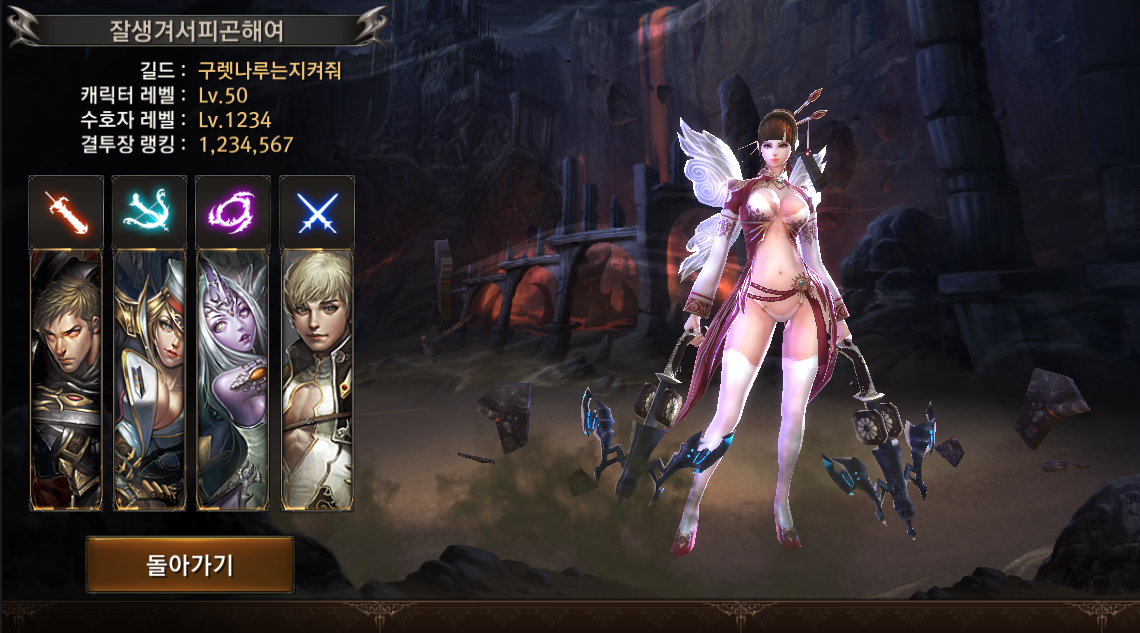 잘생겨서피곤해여
길드 : 구렛나루는지켜줘
캐릭터 레벨 : Lv.50
수호자 레벨 : Lv.1234
결투장 랭킹 : 1,234,567
돌아가기